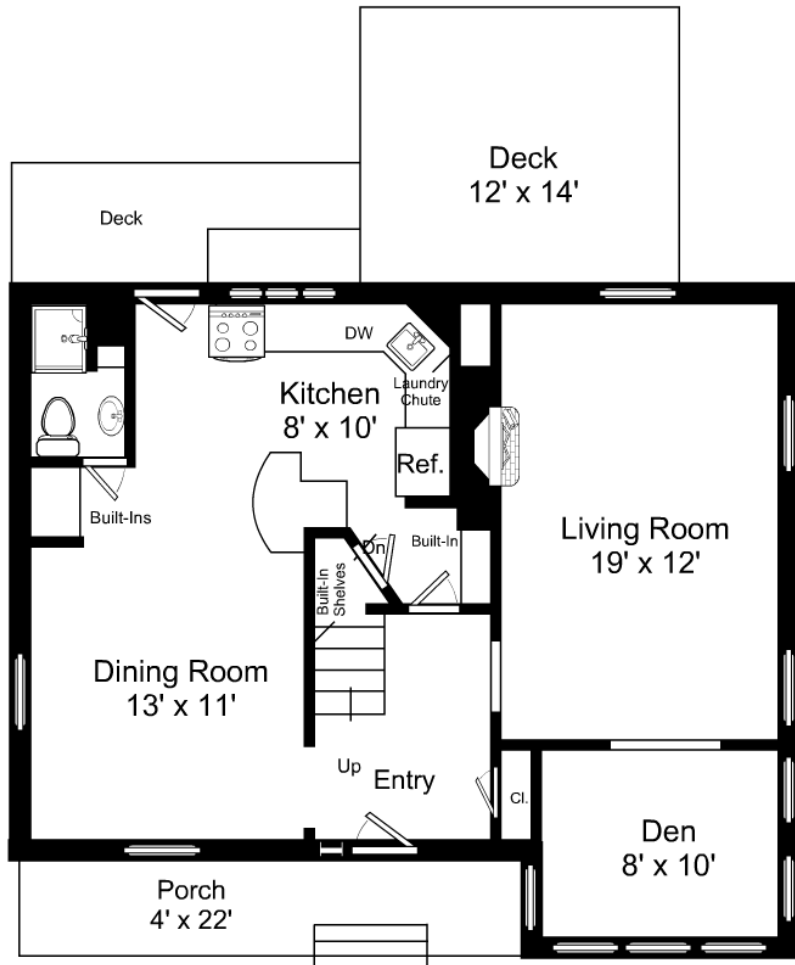 Deck
12' x 14'
Deck
DW
Laundry
Chute
Kitchen
8' x 10'
Ref.
Built-Ins
Dn
Built-In
Living Room
19' x 12'
Built-In
Shelves
Dining Room
13' x 11'
Up
Entry
Cl.
Den
8' x 10'
Porch
4' x 22'